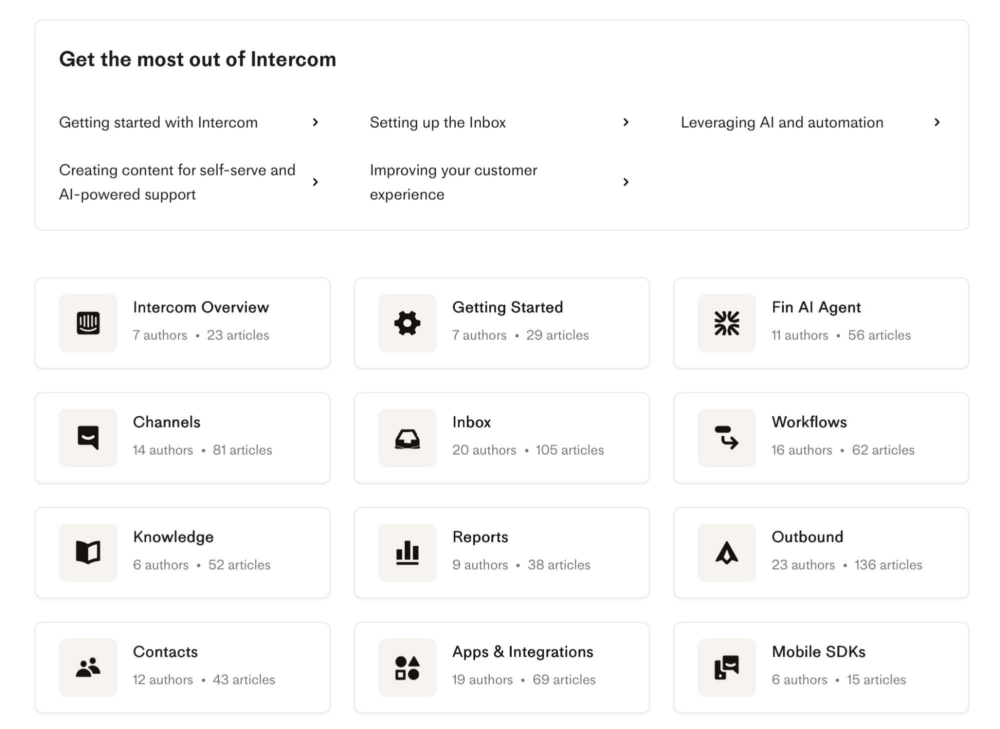 Get the most out of Intercom
Getting started with Intercom
Setting up the Inbox
Leveraging AI and automation
Creating content for self-serve and
AI-powered support
Improving your customer
experience
Intercom Overview
7 authors • 23 articles
Getting Started
7 authors • 29 articles
Fin AI Agent
11 authors • 56 articles
Channels
14 authors • 81 articles
Inbox
20 authors • 105 articles
Workflows
16 authors • 62 articles
Knowledge
6 authors • 52 articles
Reports
9 authors • 38 articles
Outbound
23 authors • 136 articles
Contacts
12 authors • 43 articles
Apps & Integrations
19 authors • 69 articles
Mobile SDKs
6 authors • 15 articles